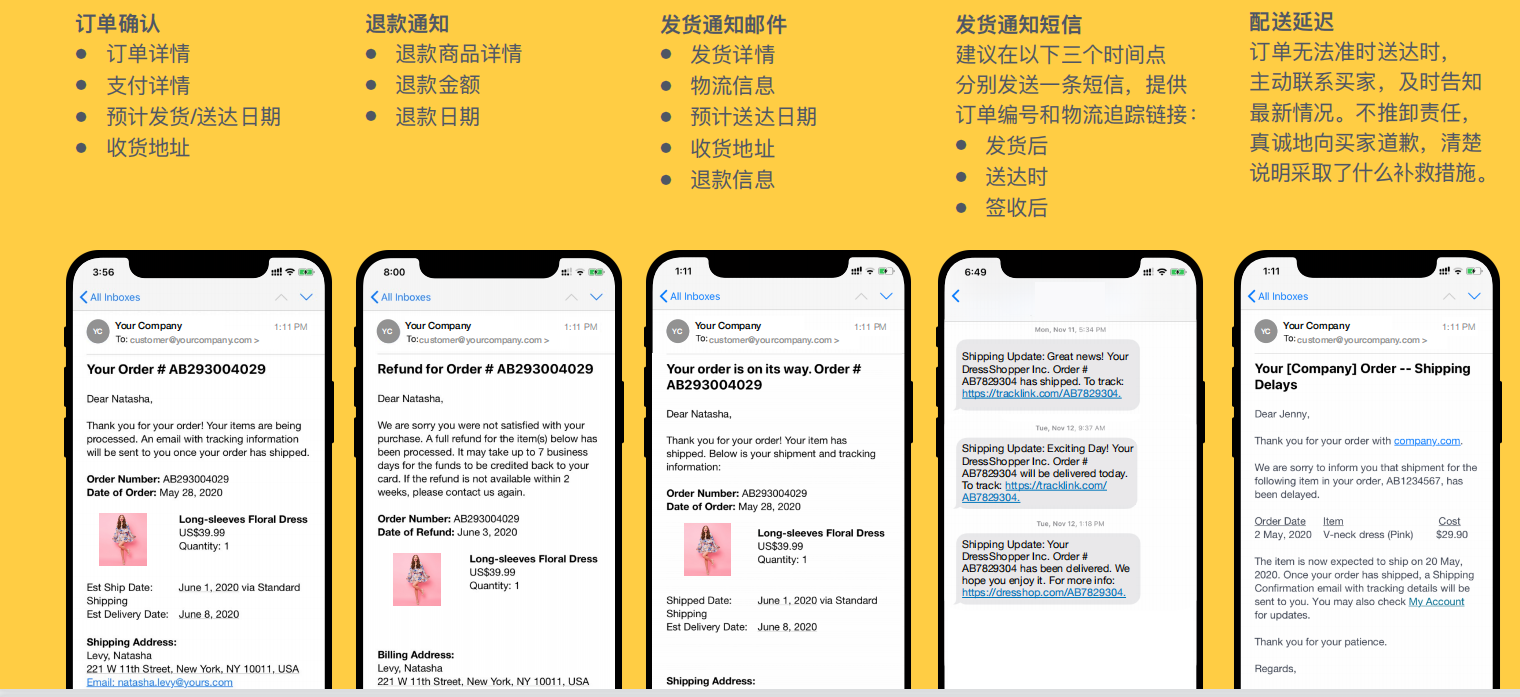 订单确认
● 订单详情
● 支付详情
● 预计发货/送达日期
● 收货地址
退款通知
● 退款商品详情
● 退款金额
● 退款日期
发货通知邮件
● 发货详情
● 物流信息
● 预计送达日期
● 收货地址
● 退款信息
发货通知短信
建议在以下三个时间点
分别发送一条短信，提供
订单编号和物流追踪链接：
● 发货后
● 送达时
● 签收后
配送延迟
订单无法准时送达时，
主动联系买家，及时告知
最新情况。不推卸责任，
真诚地向买家道歉，清楚
说明采取了什么补救措施。
3:56
All Inboxes
YC
Your Company
1:11 PM
To: customer@yourcompany.com >
Your Order # AB293004029
Dear Natasha,
Thank you for your order! Your items are being
processed. An email with tracking information
will be sent to you once your order has shipped.
Order Number: AB293004029
Date of Order: May 28, 2020
Long-sleeves Floral Dress
US$39.99
Quantity: 1
Est Ship Date: June 1, 2020 via Standard
Shipping
Est Delivery Date: June 8, 2020
Shipping Address:
Levy, Natasha
221 W 11th Street, New York, NY 10011, USA
Email: natasha.levy@yours.com
8:00
All Inboxes
YC
Your Company
1:11 PM
To:customer@yourcompany.com >
Refund for Order # AB293004029
Dear Natasha,
We are sorry you were not satisfied with your
purchase. A full refund for the item(s) below has
been processed. It may take up to 7 business
days for the funds to be credited back to your
card. If the refund is not available within 2
weeks, please contact us again.
Order Number: AB293004029
Date of Refund: June 3, 2020
Long-sleeves Floral Dress
US$39.99
Quantity: 1
Billing Address:
Levy, Natasha
221 W 11th Street, New York, NY 10011, USA
1:11
All Inboxes
YC
Your Company
1:11 PM
To:customer@yourcompany.com >
Your order is on its way. Order #
AB293004029
Dear Natasha,
Thank you for your order! Your item has
shipped. Below is your shipment and tracking
information:
Order Number: AB293004029
Date of Order: May 28, 2020
Long-sleeves Floral Dress
US$39.99
Quantity: 1
Shipped Date: June 1, 2020 via Standard
Shipping
Est Delivery Date: June 8, 2020
Shipping Address:
6:49
Mon, Nov 11, 5:34 PM
Shipping Update: Great news! Your
DressShopper Inc. Order #
AB7829304 has shipped. To track:
https://tracklink.com/AB7829304.
Tue, Nov 12, 9:37 AM
Shipping Update: Exciting Day! Your
DressShopper Inc. Order #
AB7829304 will be delivered today.
To track: https://tracklink.com/
AB7829304.
Tue, Nov 12, 1:18 PM
Shipping Update: Your
DressShopper Inc. Order #
AB7829304 has been delivered. We
hope you enjoy it. For more info:
https://dresshop.com/AB7829304.
1:11
All Inboxes
YC
Your Company
1:11 PM
To: customer@yourcompany.com >
Your [Company] Order -- Shipping
Delays
Dear Jenny,
Thank you for your order with company.com.
We are sorry to inform you that shipment for the
following item in your order, AB1234567, has
been delayed.
Order Date Item Cost
2 May, 2020 V-neck dress (Pink) $29.90
The item is now expected to ship on 20 May,
2020. Once your order has shipped, a Shipping
Confirmation email with tracking details will be
sent to you. You may also check My Account
for updates.
Thank you for your patience.
Regards,